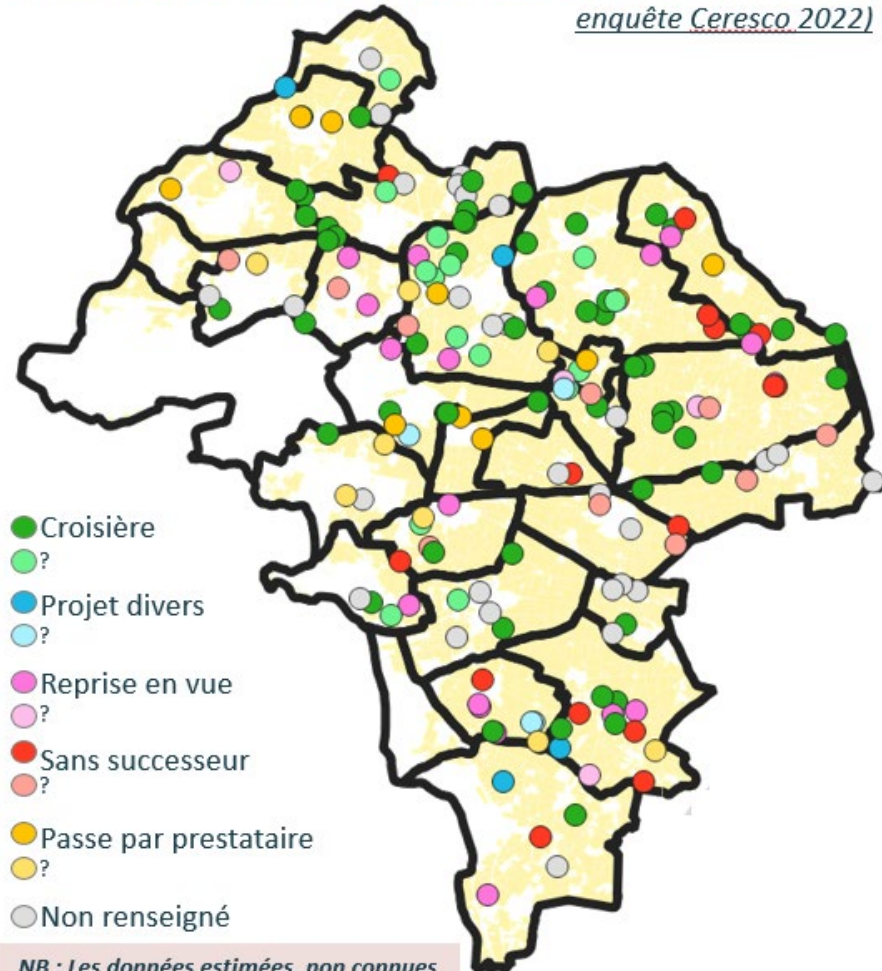 enquête Ceresco 2022)
Croisière
?
Projet divers
?
Reprise en vue
?
Sans successeur
?
Passe par prestataire
?
Non renseigné
NB : Les données estimées, non connues